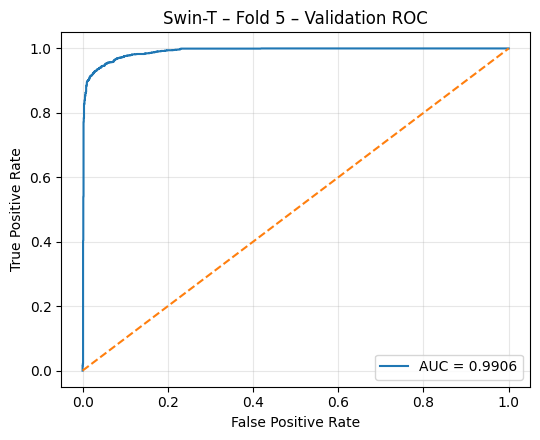 Swin-T – Fold 5 – Validation ROC
True Positive Rate
1.0
0.8
0.6
0.4
0.2
0.0
AUC = 0.9906
0.0 0.2 0.4 0.6 0.8 1.0
False Positive Rate